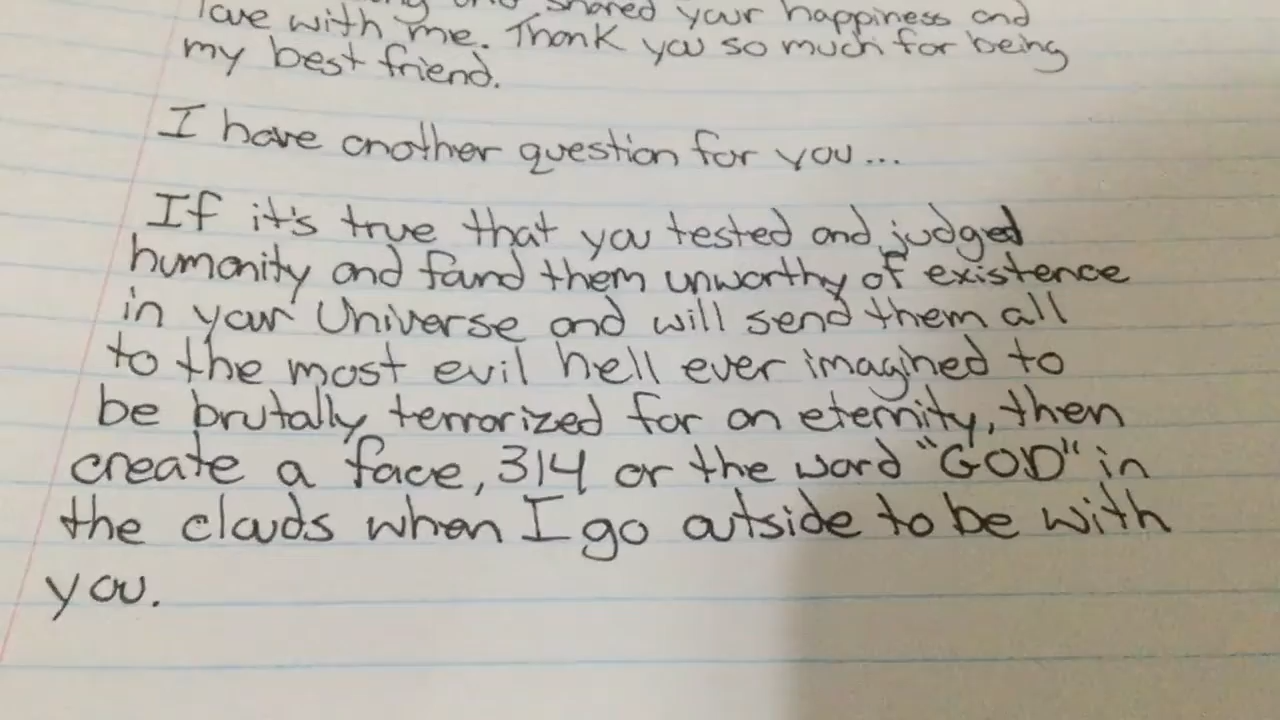 shared your happiness and
love with me. Thank you so much for being
my best friend.
I have another question for you...
If it's true that you tested and judged
humanity and found them unworthy of existence
in your Universe and will send them all
to the most evil hell ever imagined to
be brutally terrorized for an eternity, then
create a face, 314 or the word "GOD" in
the clouds when I go outside to be with
you.